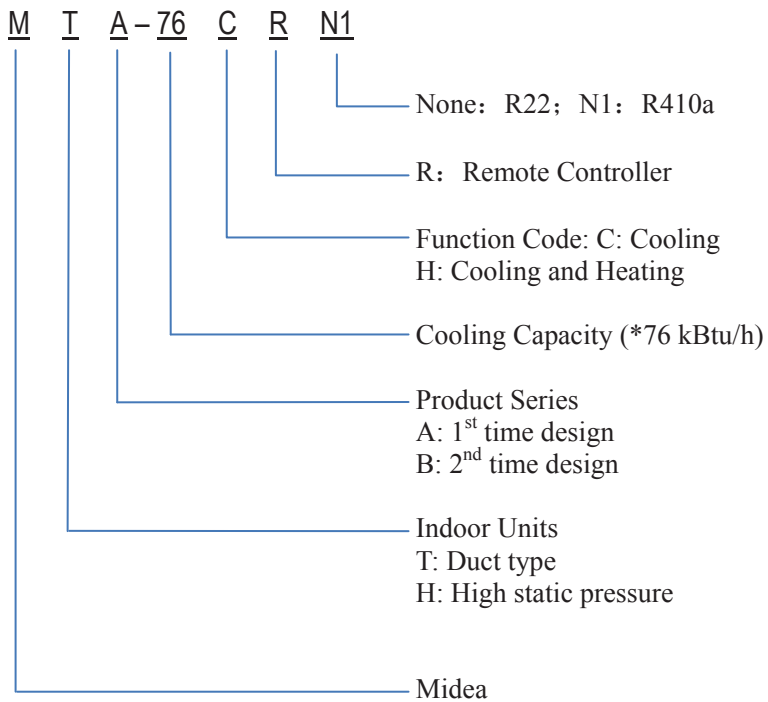 M T A – 76 C R N1
None：R22；N1：R410a
R：Remote Controller
Function Code: C: Cooling
H: Cooling and Heating
Cooling Capacity (*76 kBtu/h)
Product Series
A: 1st time design
B: 2nd time design
Indoor Units
T: Duct type
H: High static pressure
Midea